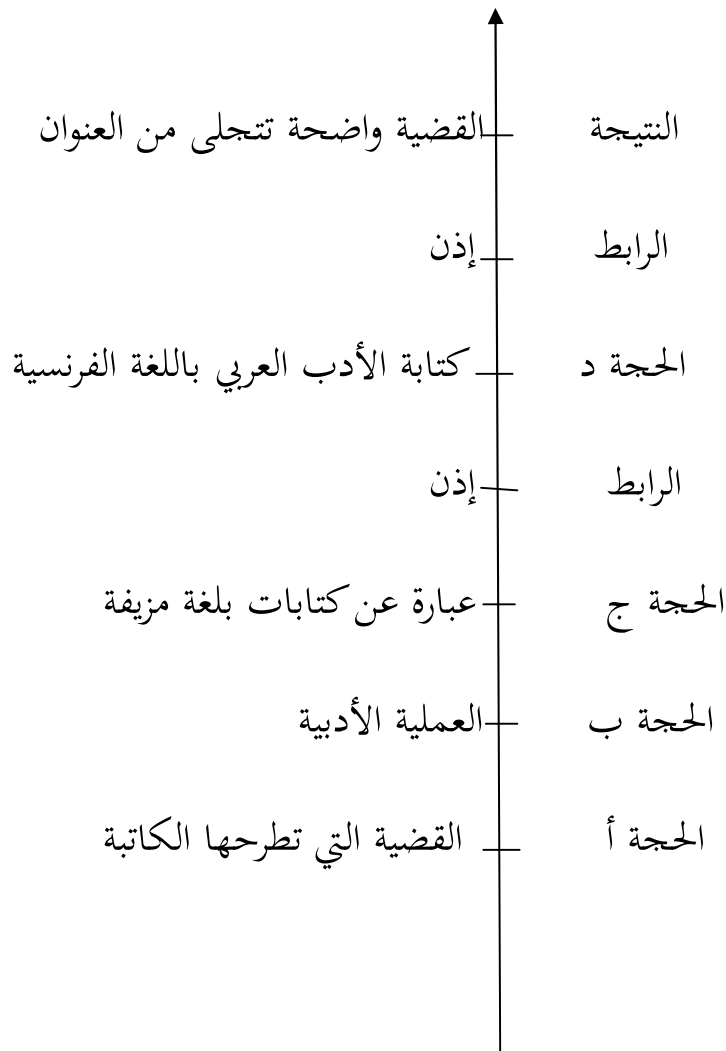 النتيجة القضية واضحة تتجلى من العنوان
الرابط إذن
الحجة د كتابة الأدب العربي باللغة الفرنسية
الرابط إذن
الحجة ج عبارة عن كتابات بلغة مزيفة
الحجة ب العملية الأدبية
الحجة أ القضية التي تطرحها الكاتبة